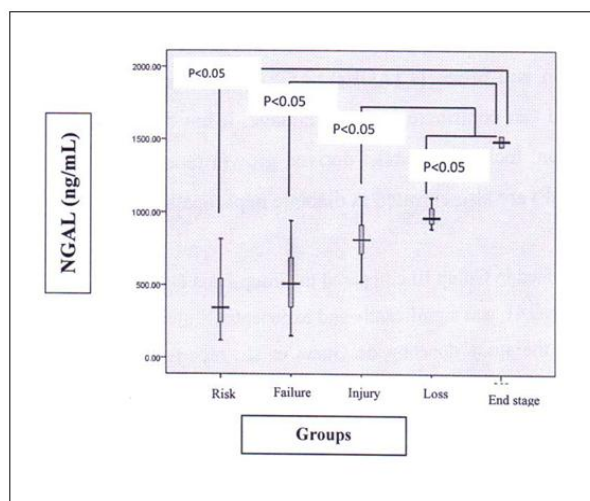 2000.00
P<0.05
P<0.05
1500.00
P<0.05
P<0.05
NGAL (ng/mL)
1000.00
500.00
.00
Risk
Failure
Injury
Loss
End stage
Groups